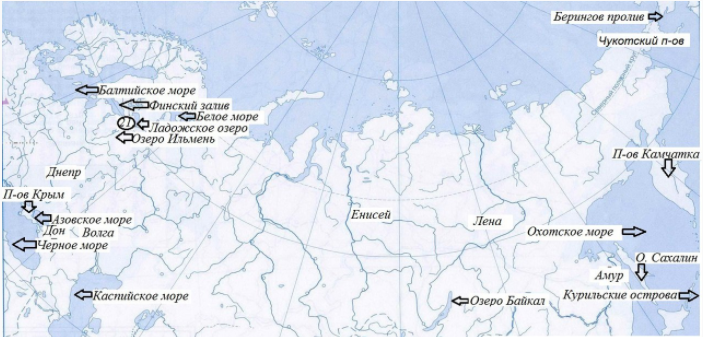 Берингов пролив
Чукотский п-ов
Балтийское море
Финский залив
Белое море
21
Ладожское озеро
Озеро Ильмень
П-ов Камчатка
Днепр
П-ов Крым
Енисей
Азовское море
Лена
Дон
Волга
Охотское море
Черное море
О. Сахалин
Амур
Каспийское море
Озеро Байкал
Курильские острова